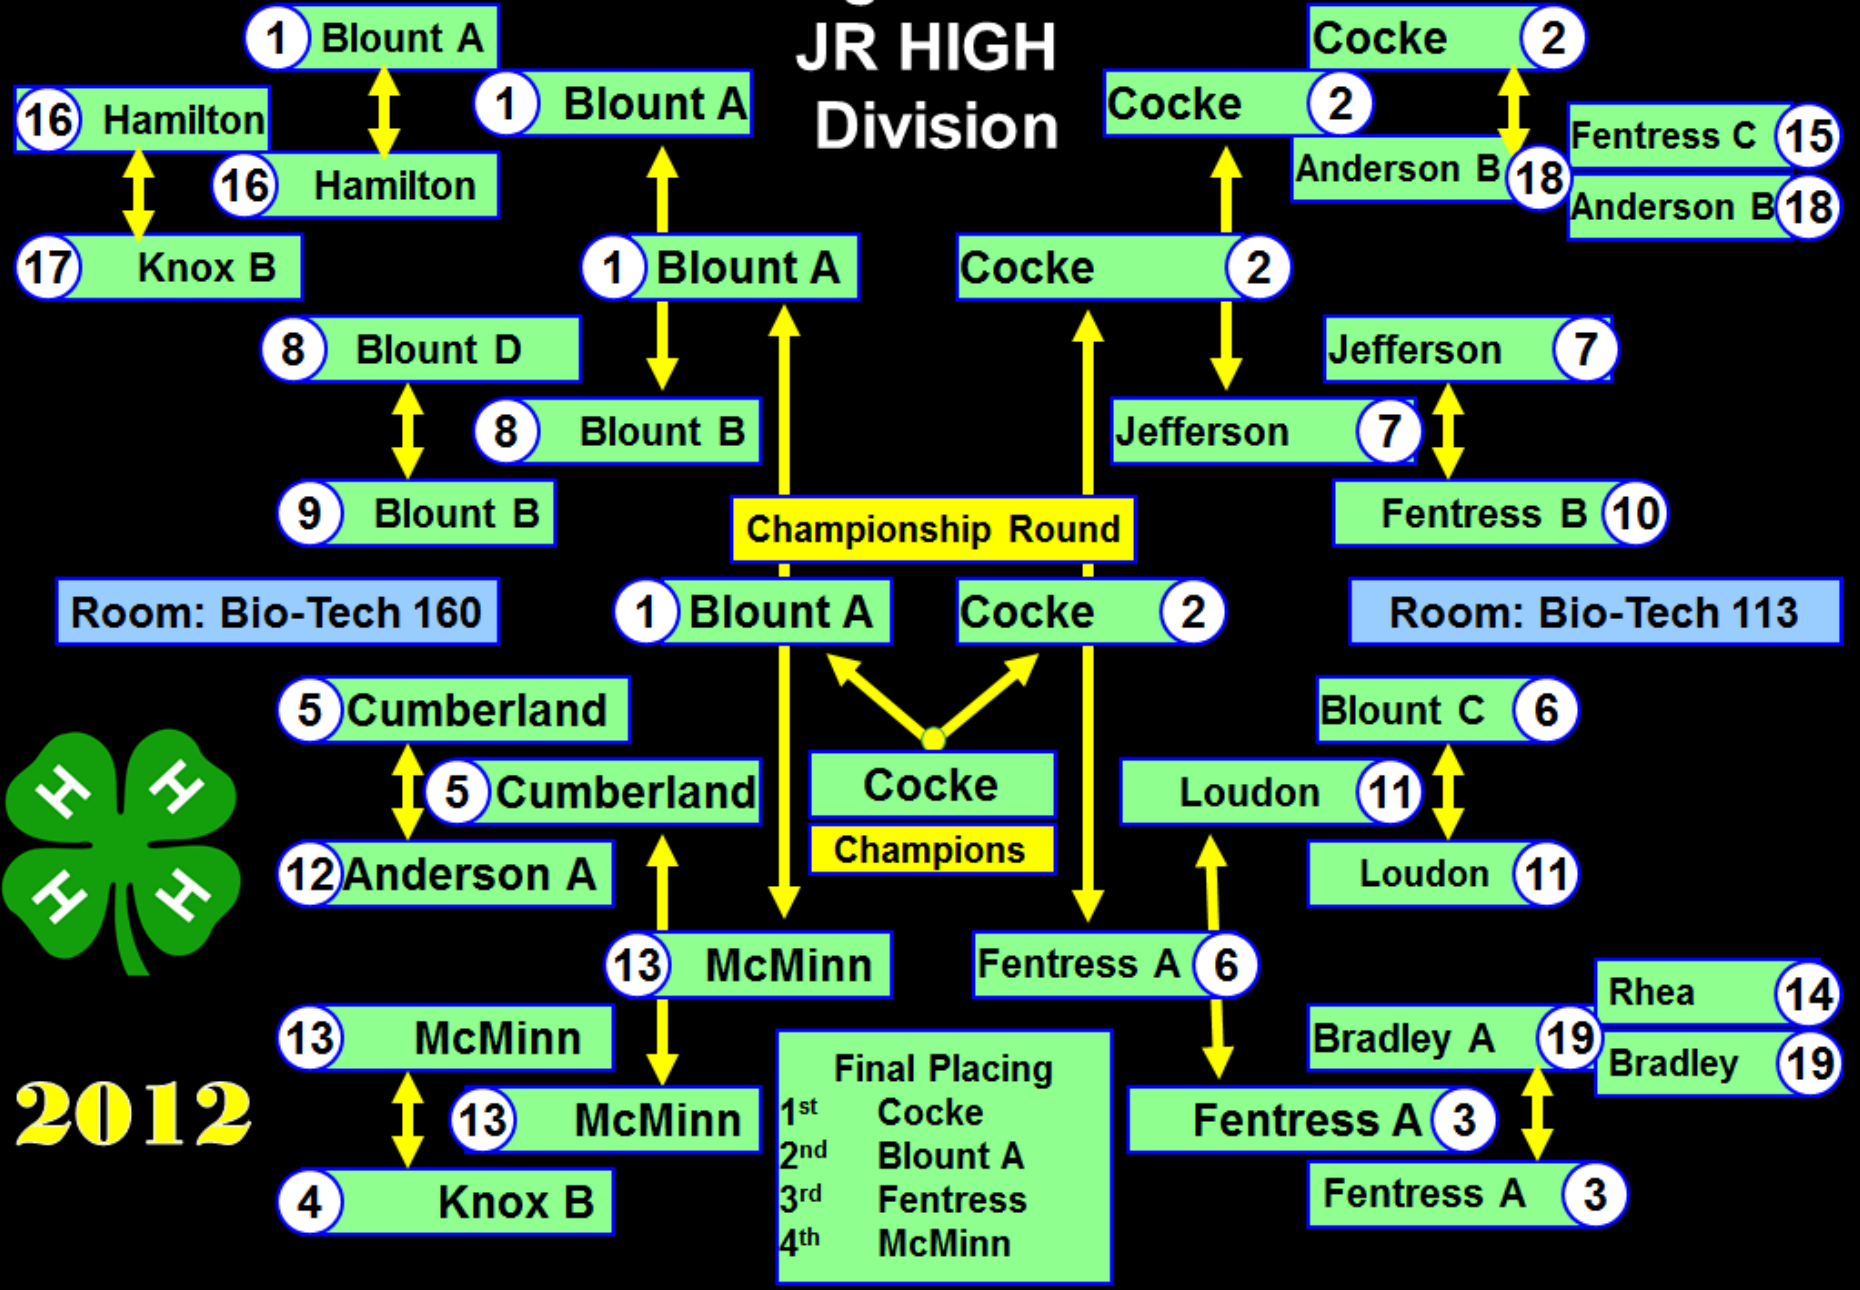 JR HIGH
Division
1 Blount A
16 Hamilton
1 Blount A
16 Hamilton
17 Knox B
1 Blount A
8 Blount D
8 Blount B
9 Blount B
Cocke 2
Cocke 2
Fentress C 15
Anderson B 18
Anderson B 18
Cocke 2
Jefferson 7
Jefferson 7
Fentress B 10
Championship Round
Room: Bio-Tech 160
1 Blount A
Cocke 2
Room: Bio-Tech 113
5 Cumberland
5 Cumberland
12 Anderson A
13 McMinn
13 McMinn
13 McMinn
4 Knox B
Cocke
Champions
Blount C 6
Loudon 11
Loudon 11
Fentress A 6
Rhea 14
Bradley A 19
Bradley 19
Fentress A 3
Fentress A 3
H H
H H
2012
Final Placing
1st Cocke
2nd Blount A
3rd Fentress
4th McMinn